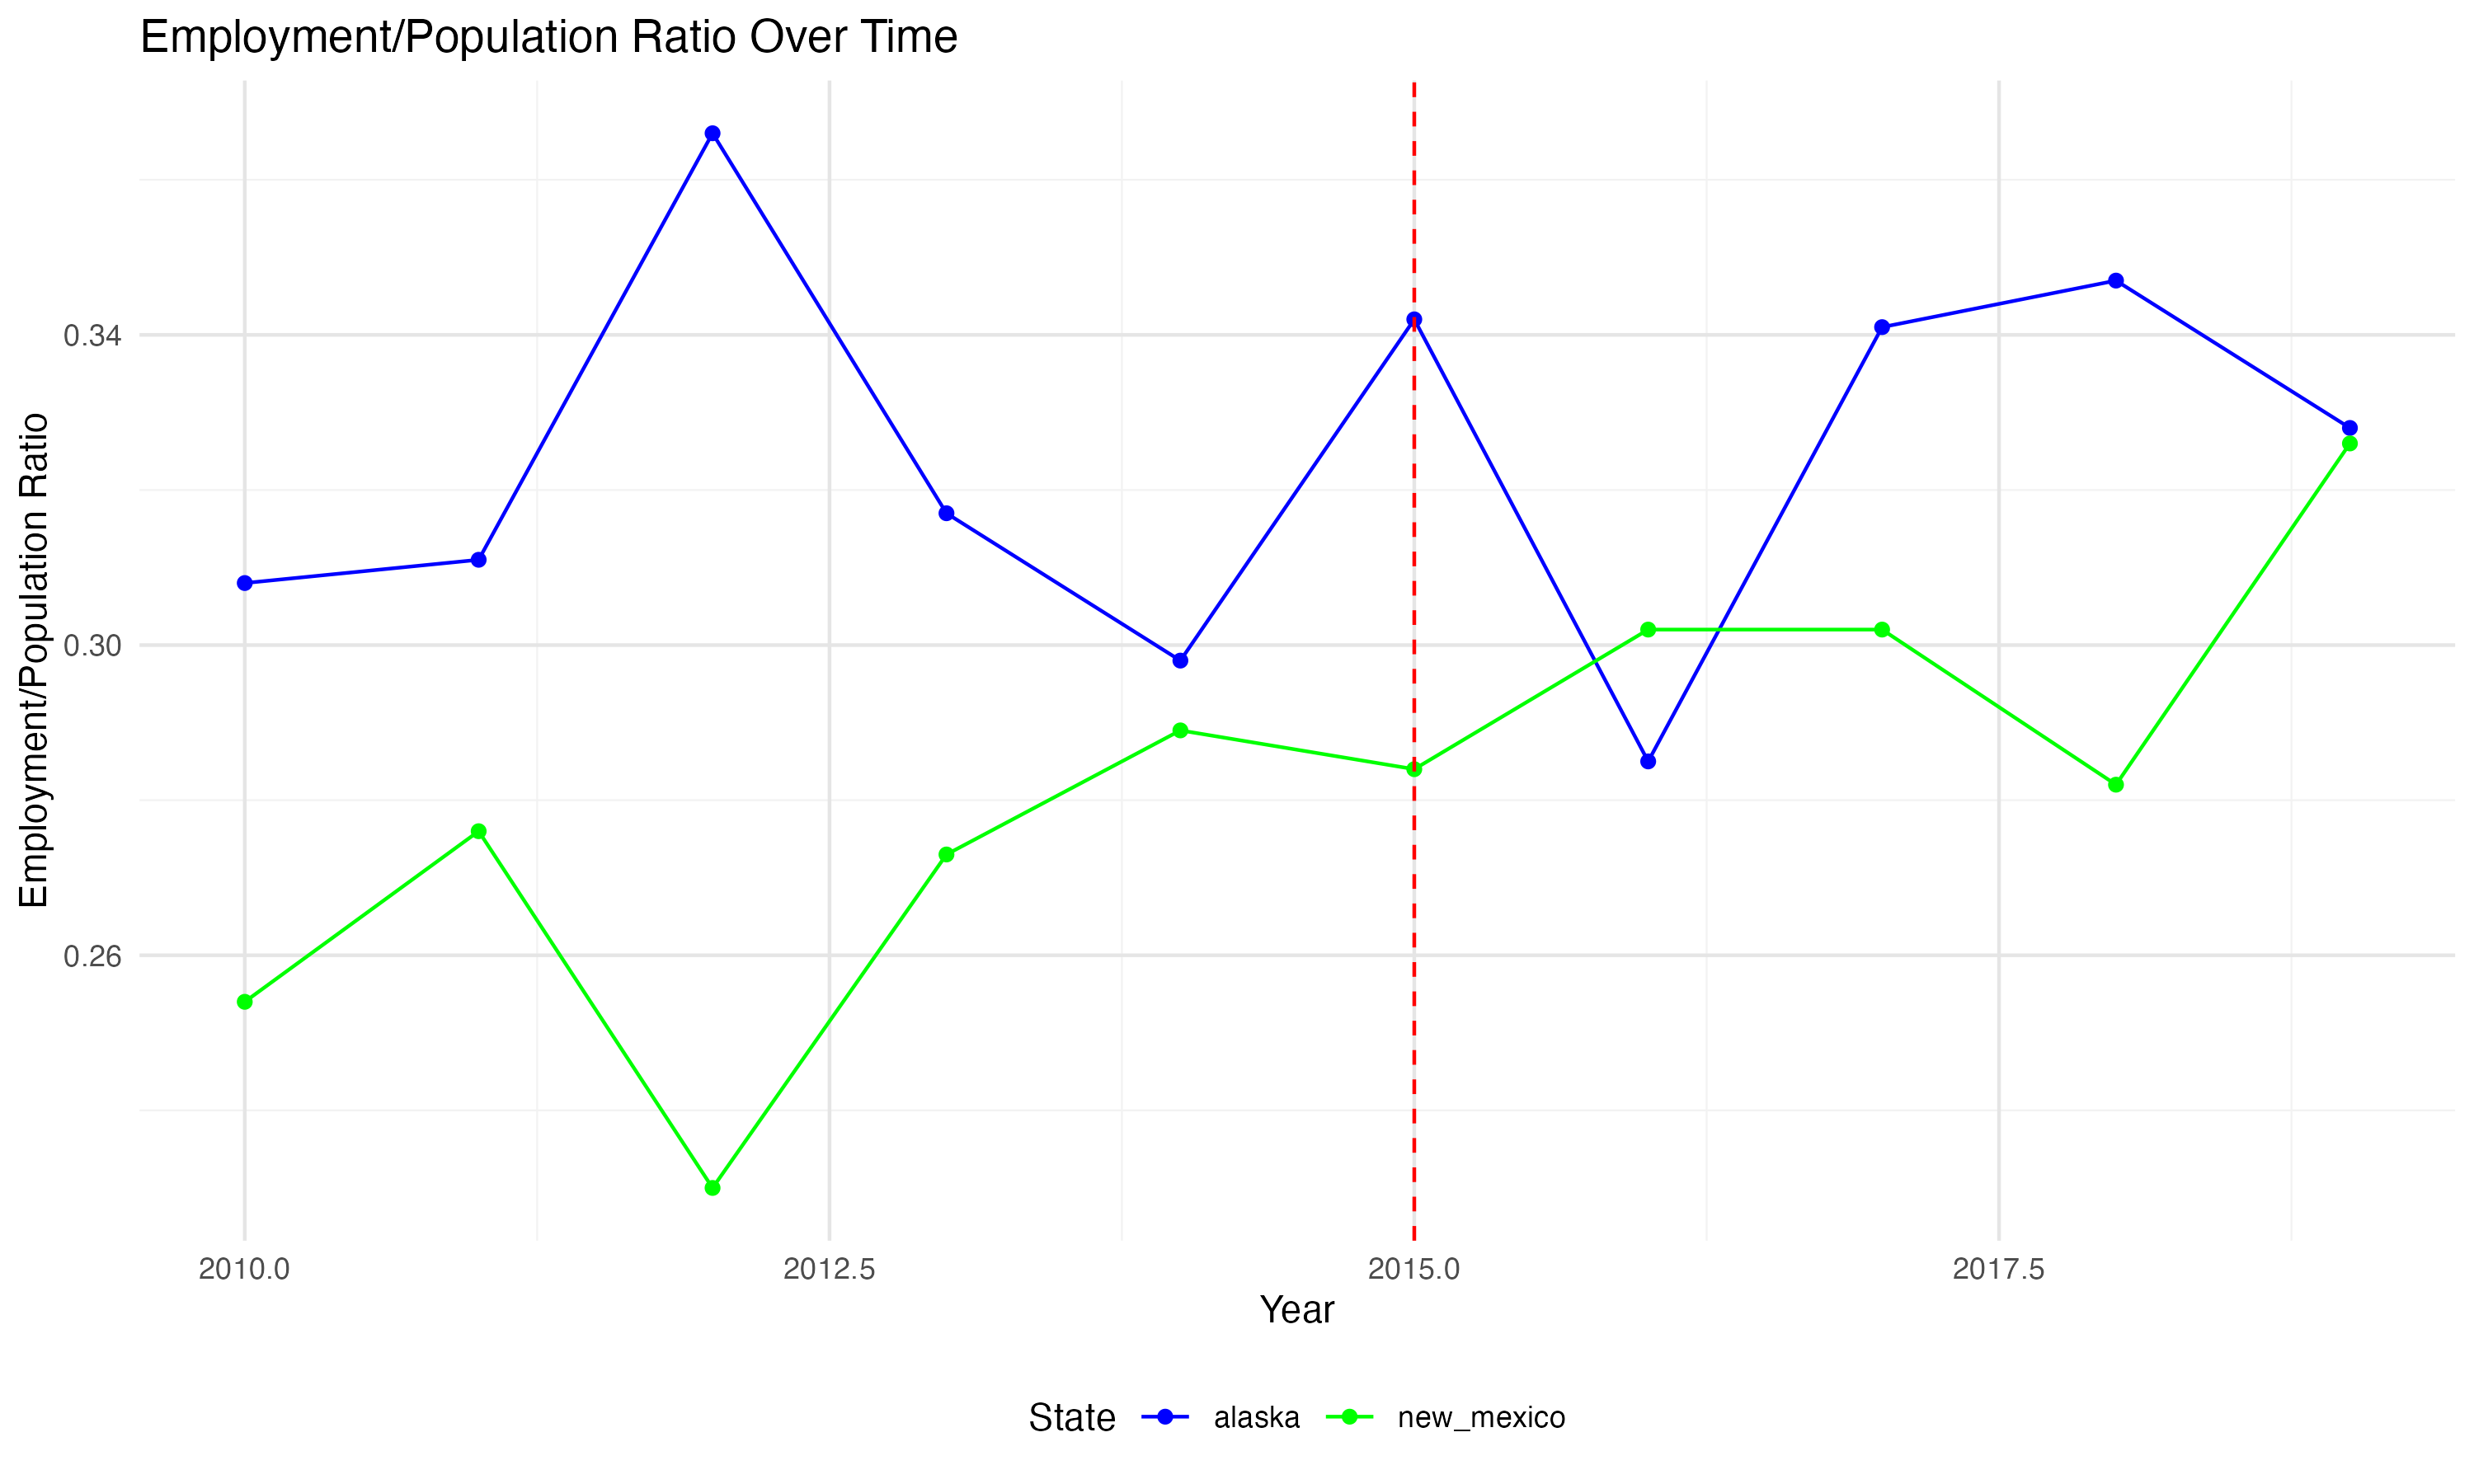 Employment/Population Ratio Over Time
Employment/Population Ratio
0.34
0.30
0.26
2010.0 2012.5 2015.0 2017.5
Year
State alaska new_mexico